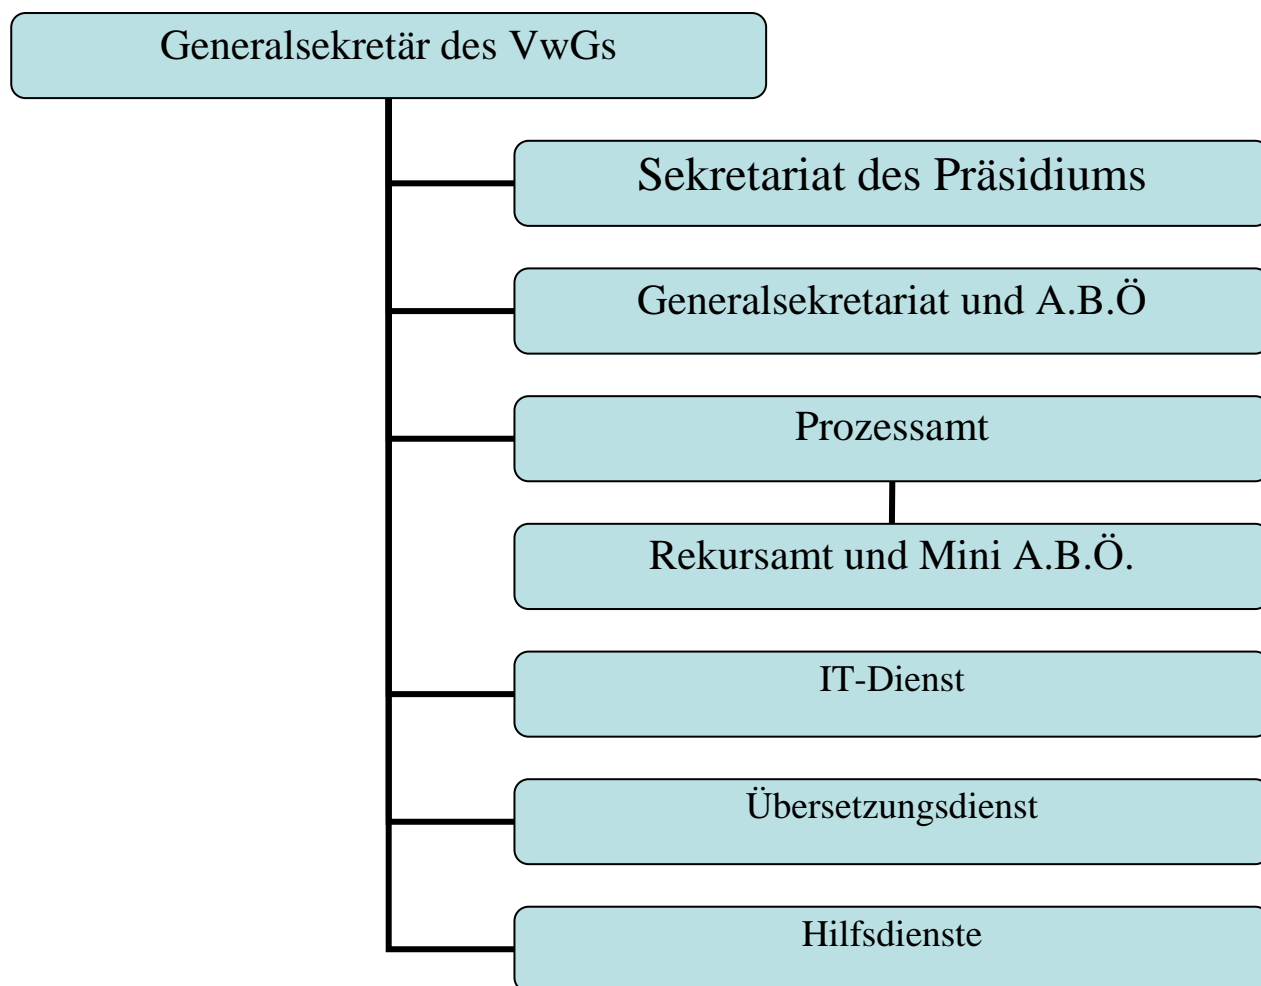 Generalsekretär des VwGs
Sekretariat des Präsidiums
Generalsekretariat und A.B.Ö
Prozessamt
Rekursamt und Mini A.B.Ö.
IT-Dienst
Übersetzungsdienst
Hilfsdienste